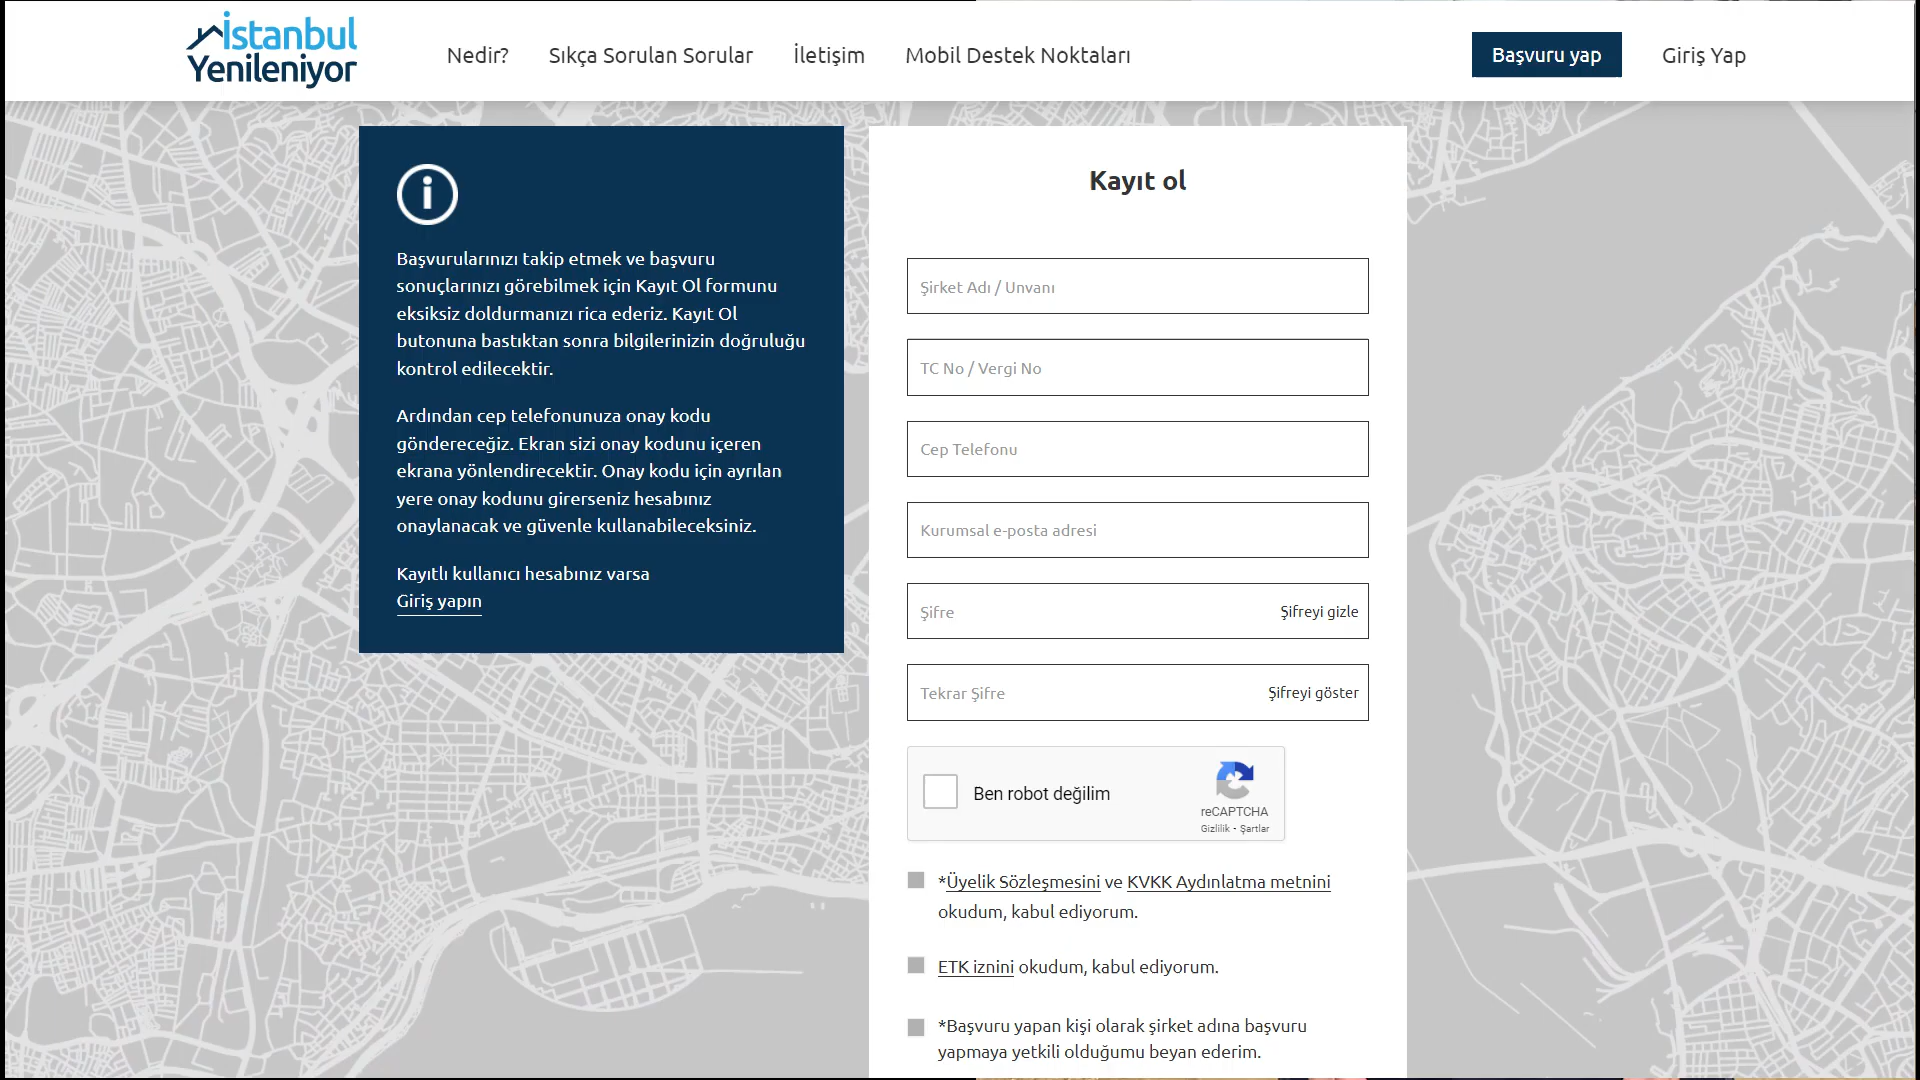 İstanbul
Yenileniyor
Nedir?
Sıkça Sorulan Sorular
İletişim
Mobil Destek Noktaları
Başvuru yap
Giriş Yap
Başvurularınızı takip etmek ve başvuru
sonuçlarınızı görebilmek için Kayıt Ol formunu
eksiksiz doldurmanızı rica ederiz. Kayıt Ol
butonuna bastıktan sonra bilgilerinizin doğruluğu
kontrol edilecektir.
Ardından cep telefonunuza onay kodu
göndereceğiz. Ekran sizi onay kodunu içeren
ekrana yönlendirecektir. Onay kodu için ayrılan
yere onay kodunu girerseniz hesabınız
onaylanacak ve güvenle kullanabileceksiniz.
Kayıtlı kullanıcı hesabınız varsa
Giriş yapın
Kayıt ol
Şirket Adı / Unvanı
TC No / Vergi No
Cep Telefonu
Kurumsal e-posta adresi
Şifre
Şifreyi gizle
Tekrar Şifre
Şifreyi göster
Ben robot değilim
reCAPTCHA
Gizlilik - Şartlar
*Üyelik Sözleşmesini ve KVKK Aydınlatma metnini
okudum, kabul ediyorum.
ETK iznini okudum, kabul ediyorum.
*Başvuru yapan kişi olarak şirket adına başvuru
yapmaya yetkili olduğumu beyan ederim.